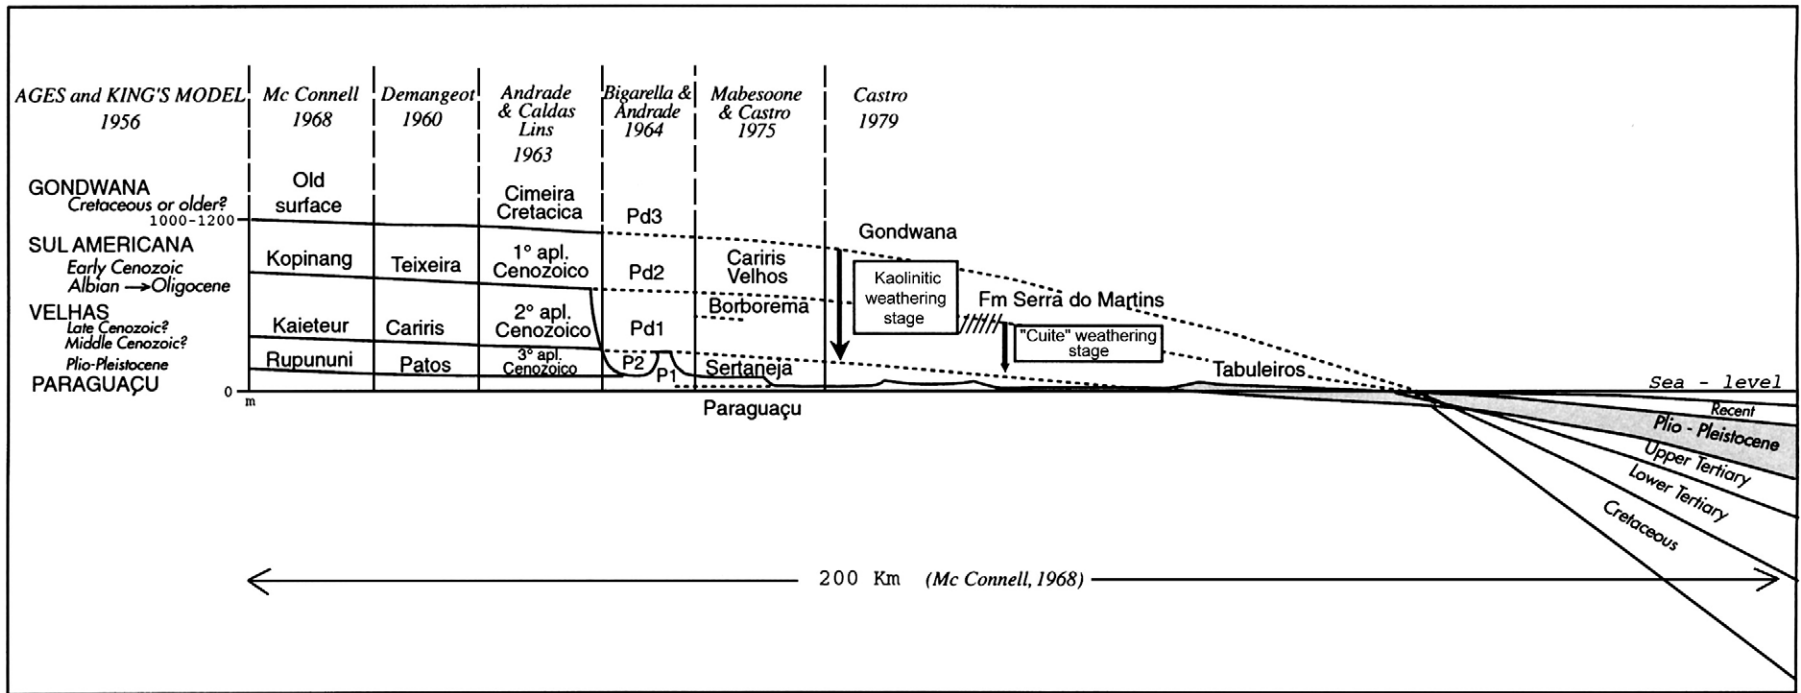 AGES and KING'S MODEL
1956
Mc Connell
1968
Demangeot
1960
Andrade
& Caldas
Lins
1963
Bigarella &
Andrade
1964
Mabesoone
& Castro
1975
Castro
1979
GONDWANA
Cretaceous or older?
1000-1200
SUL AMERICANA
Early Cenozoic
Albian → Oligocene
VELHAS
Late Cenozoic?
Middle Cenozoic?
Plio-Pleistocene
PARAGUAÇU
0
m
Old
surface
Kopinang
Kaieteur
Rupununi
Teixeira
Cariris
Patos
Cimeira
Cretacica
1° apl.
Cenozoico
2° apl.
Cenozoico
3° apl.
Cenozoico
Pd3
Pd2
Pd1
P2
P1
Cariris
Velhos
Borborema
Sertaneja
Paraguaçu
Gondwana
Kaolinitic
weathering
stage
Fm Serra do Martins
"Cuite" weathering
stage
Tabuleiros
Sea - level
Recent
Plio - Pleistocene
Upper Tertiary
Lower Tertiary
Cretaceous
200 Km (Mc Connell, 1968)